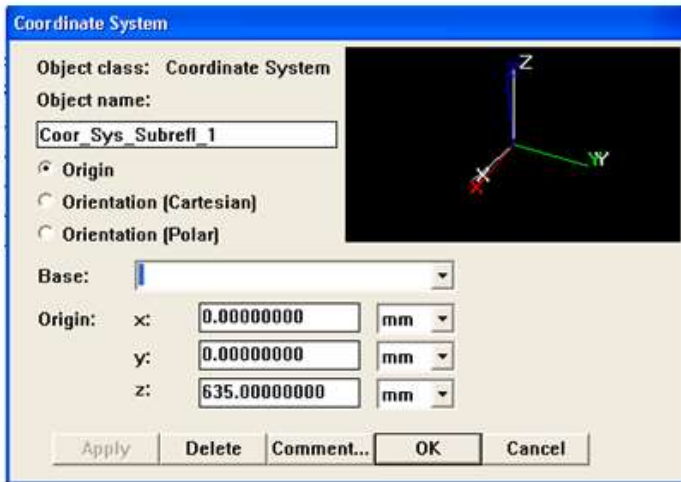 Coordinate System
Object class: Coordinate System
Object name:
Coor_Sys_Subrefl_1
Origin
Orientation (Cartesian)
Orientation (Polar)
Z
YY
X
X
Base:
Origin: x: 0.00000000 mm
y: 0.00000000 mm
z: 635.00000000 mm
Apply Delete Comment... OK Cancel